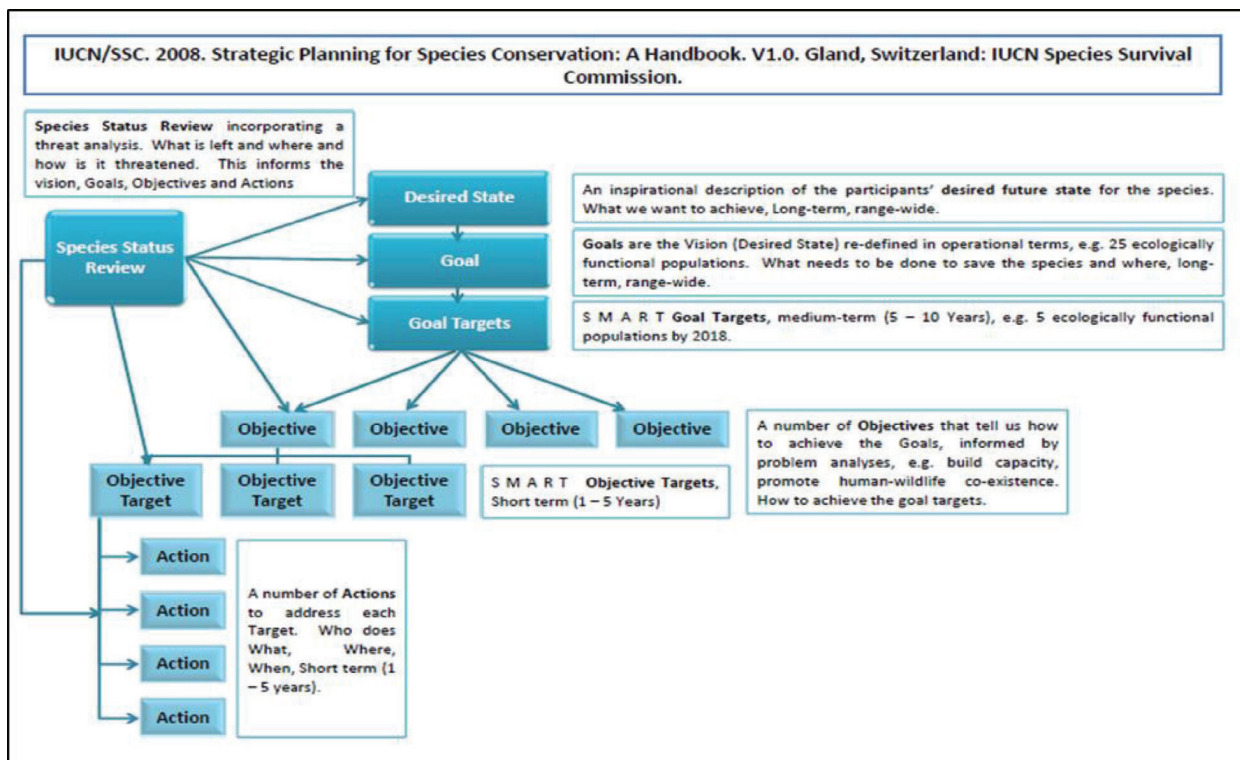 IUCN/SSC. 2008. Strategic Planning for Species Conservation: A Handbook. V1.0. Gland, Switzerland: IUCN Species Survival
Commission.
Species Status Review incorporating a
threat analysis. What is left and where and
how is it threatened. This informs the
vision, Goals, Objectives and Actions
Desired State
An inspirational description of the participants’ desired future state for the species.
What we want to achieve, Long-term, range-wide.
Species Status
Review
Goal
Goals are the Vision (Desired State) re-defined in operational terms, e.g. 25 ecologically
functional populations. What needs to be done to save the species and where, long-
term, range-wide.
Goal Targets
S M A R T Goal Targets, medium-term (5 – 10 Years), e.g. 5 ecologically functional
populations by 2018.
Objective
Objective
Objective
Objective
A number of Objectives that tell us how
to achieve the Goals, informed by
problem analyses, e.g. build capacity,
promote human-wildlife co-existence.
How to achieve the goal targets.
Objective
Target
Objective
Target
Objective
Target
S M A R T Objective Targets,
Short term (1 – 5 Years)
Action
Action
Action
Action
A number of Actions
to address each
Target. Who does
What, Where,
When, Short term (1
– 5 years).